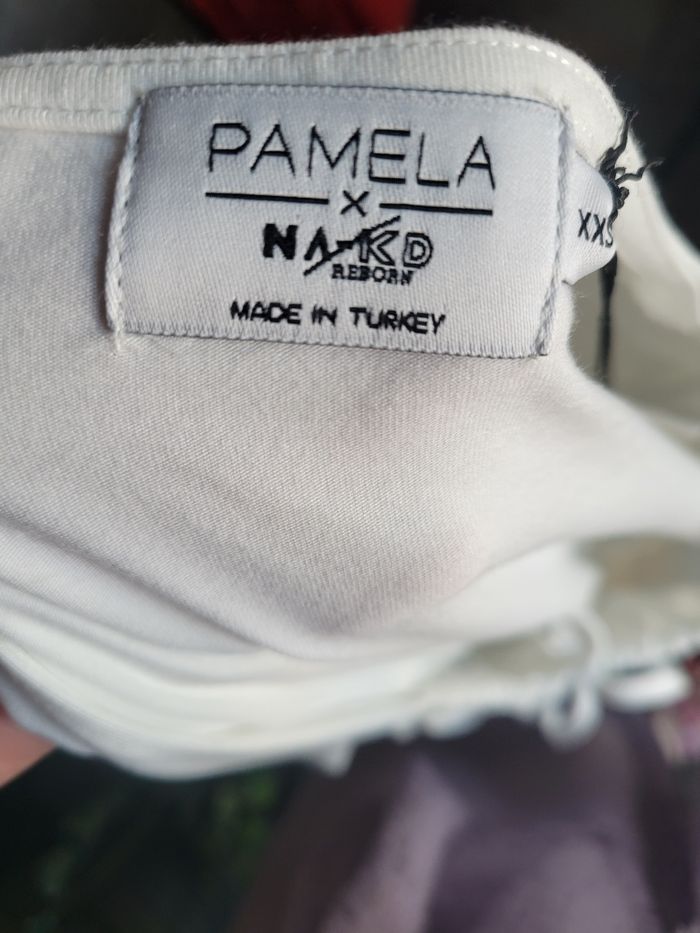 PAMELA
X
NA-KD
REBORN
MADE IN TURKEY
XXS